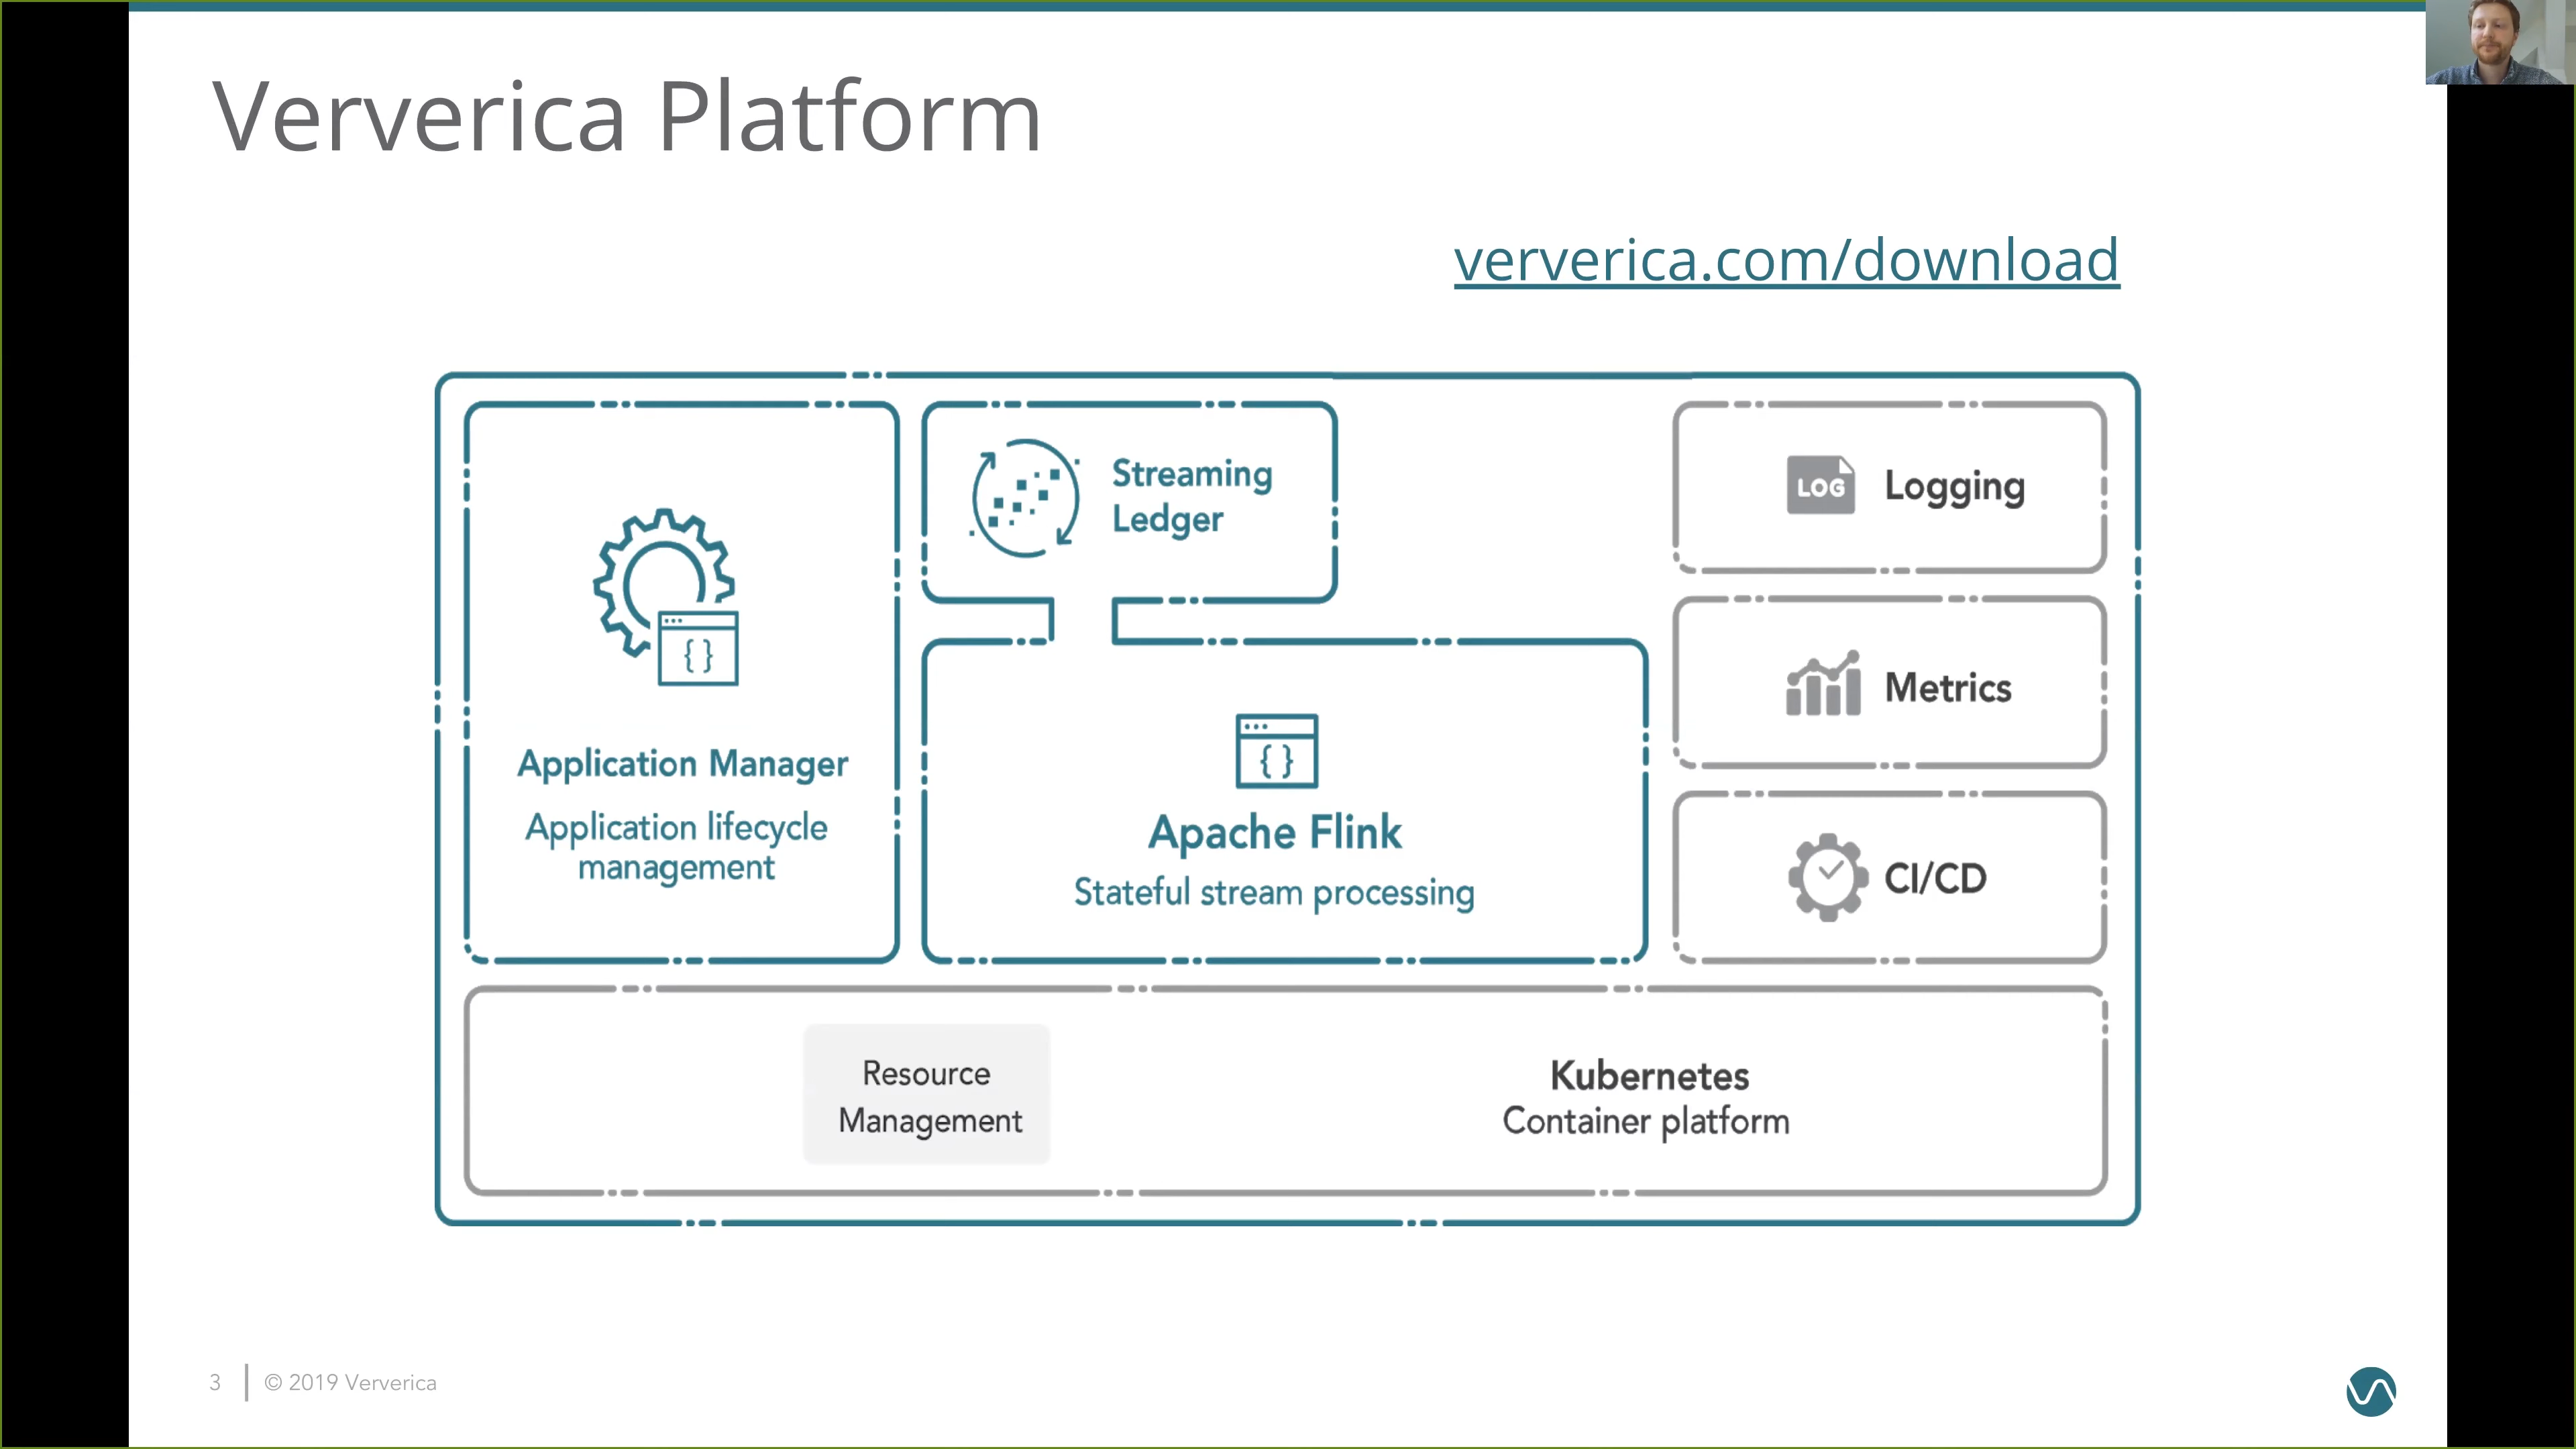 Ververica Platform
ververica.com/download
Application Manager
Application lifecycle
management
Streaming
Ledger
{ }
Apache Flink
Stateful stream processing
LOG
Logging
Metrics
CI/CD
Resource
Management
Kubernetes
Container platform
3
© 2019 Ververica